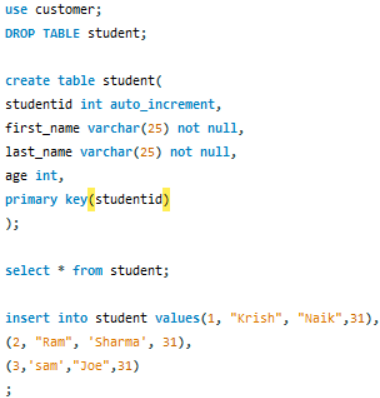 use customer;
DROP TABLE student;
create table student(
studentid int auto_increment,
first_name varchar(25) not null,
last_name varchar(25) not null,
age int,
primary key(studentid)
);
select * from student;
insert into student values(1, "Krish", "Naik",31),
(2, "Ram", 'Sharma', 31),
(3,'sam',"Joe",31)
;